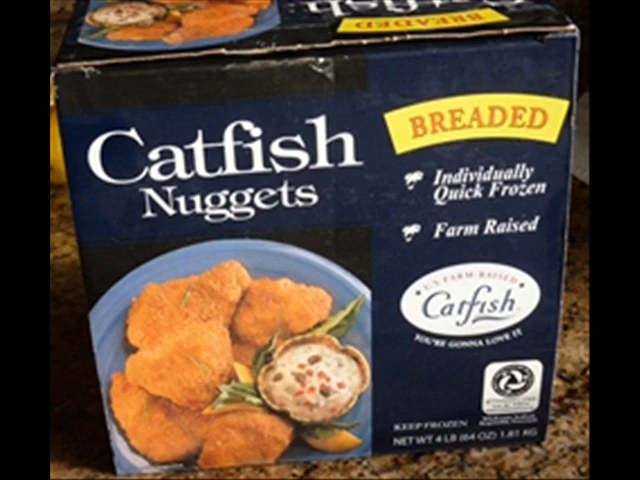 BREADED
BREADED
Catfish
Nuggets
Individually
Quick Frozen
Farm Raised
U.S. FARM-RAISED
Catfish
YOU'RE GONNA LOVE IT
KEEP FROZEN
NET WT 4 LB (64 OZ) 1.81 KG